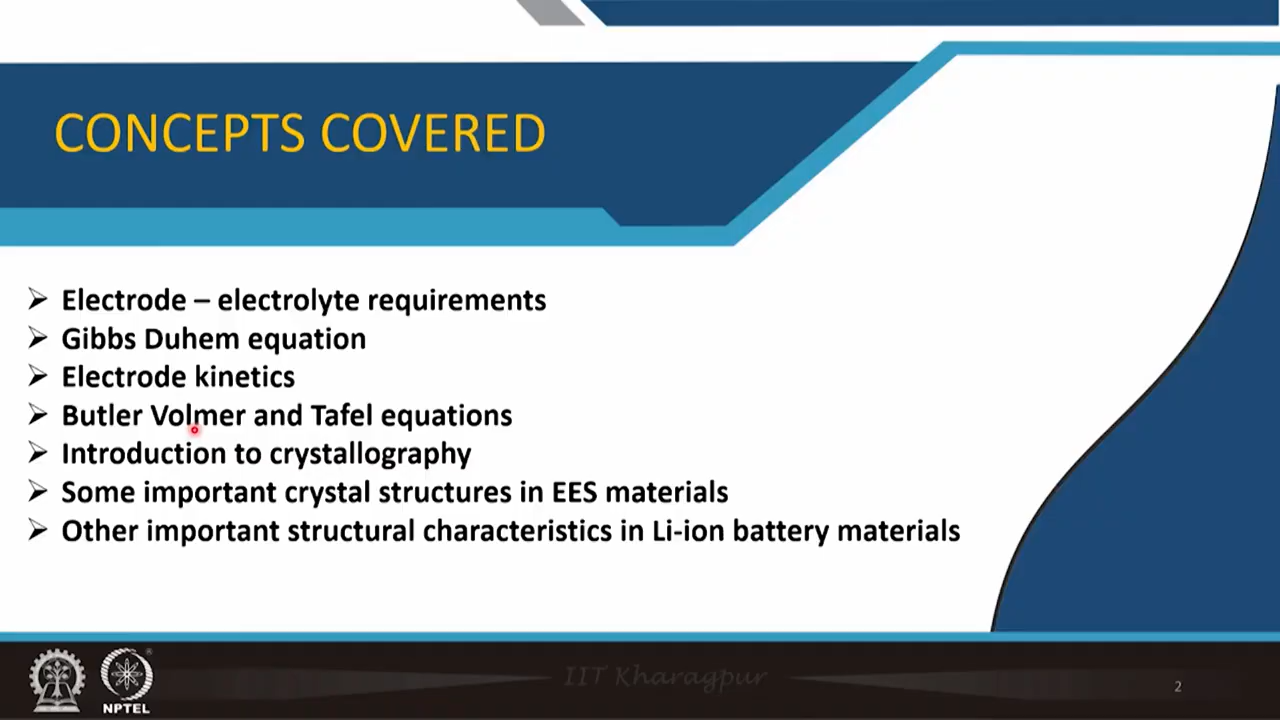 CONCEPTS COVERED
➢ Electrode – electrolyte requirements
➢ Gibbs Duhem equation
➢ Electrode kinetics
➢ Butler Volmer and Tafel equations
➢ Introduction to crystallography
➢ Some important crystal structures in EES materials
➢ Other important structural characteristics in Li-ion battery materials
IIT Kharagpur
NPTEL
2